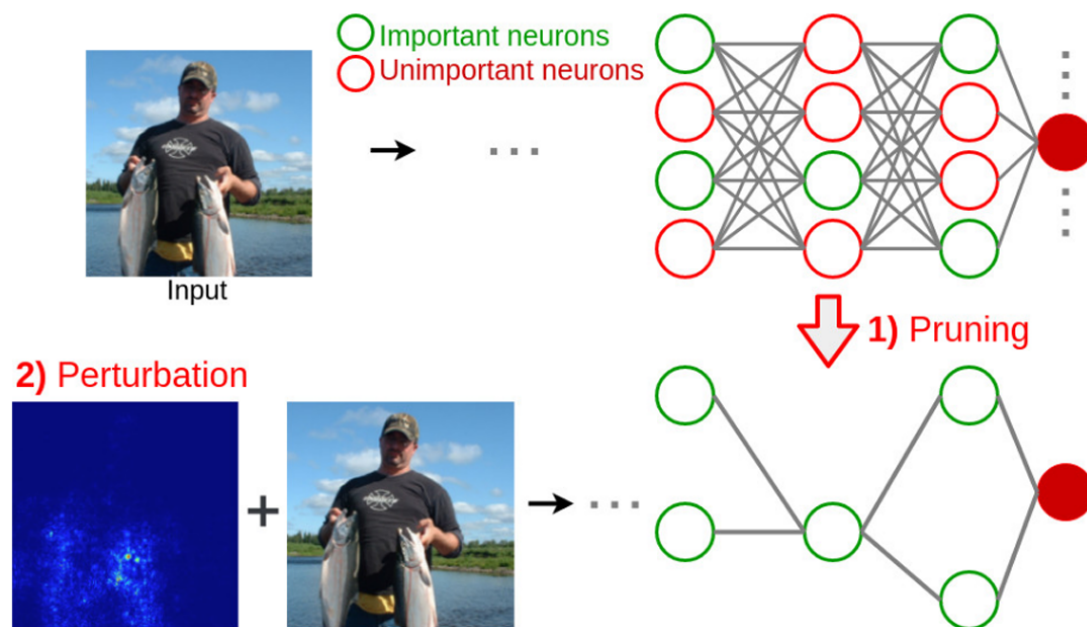 Important neurons
Unimportant neurons
Input
1) Pruning
2) Perturbation